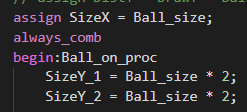 assign SizeX = Ball_size;
always_comb
begin:Ball_on_proc
SizeY_1 = Ball_size * 2;
SizeY_2 = Ball_size * 2;